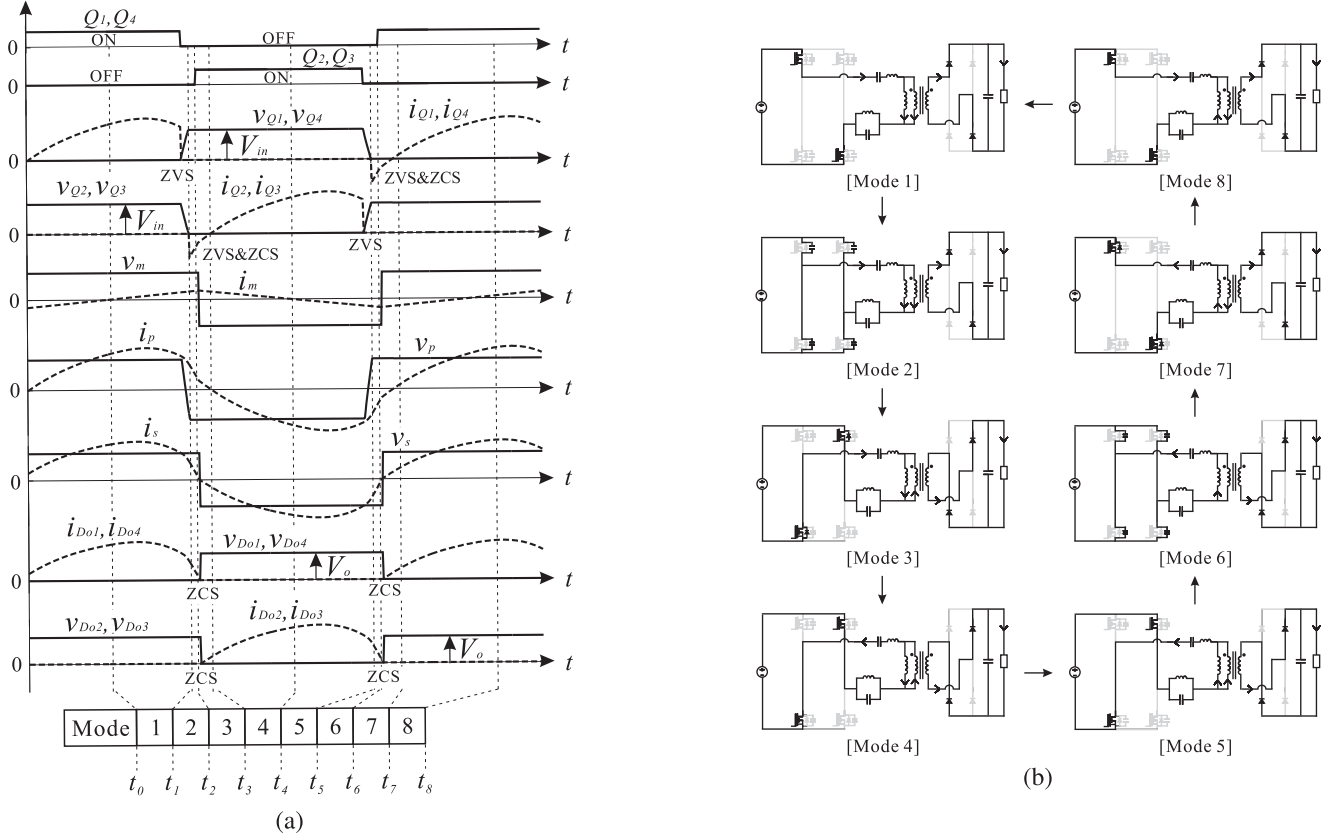 Q1, Q4
ON
OFF
0
t
Q2, Q3
OFF
ON
0
t
vQ1, vQ4
iQ1, iQ4
Vin
0
t
ZVS
ZVS&ZCS
vQ2, vQ3
iQ2, iQ3
Vin
0
t
ZVS
ZVS&ZCS
vm
im
0
t
ip
vp
0
t
is
vs
0
t
iDo1, iDo4
vDo1, vDo4
Vo
0
t
ZCS
ZCS
vDo2, vDo3
iDo2, iDo3
Vo
0
t
ZCS
ZCS
Mode 1 2 3 4 5 6 7 8
t0 t1 t2 t3 t4 t5 t6 t7 t8
(a)
[Mode 1]
[Mode 8]
[Mode 2]
[Mode 7]
[Mode 3]
[Mode 6]
[Mode 4]
[Mode 5]
(b)